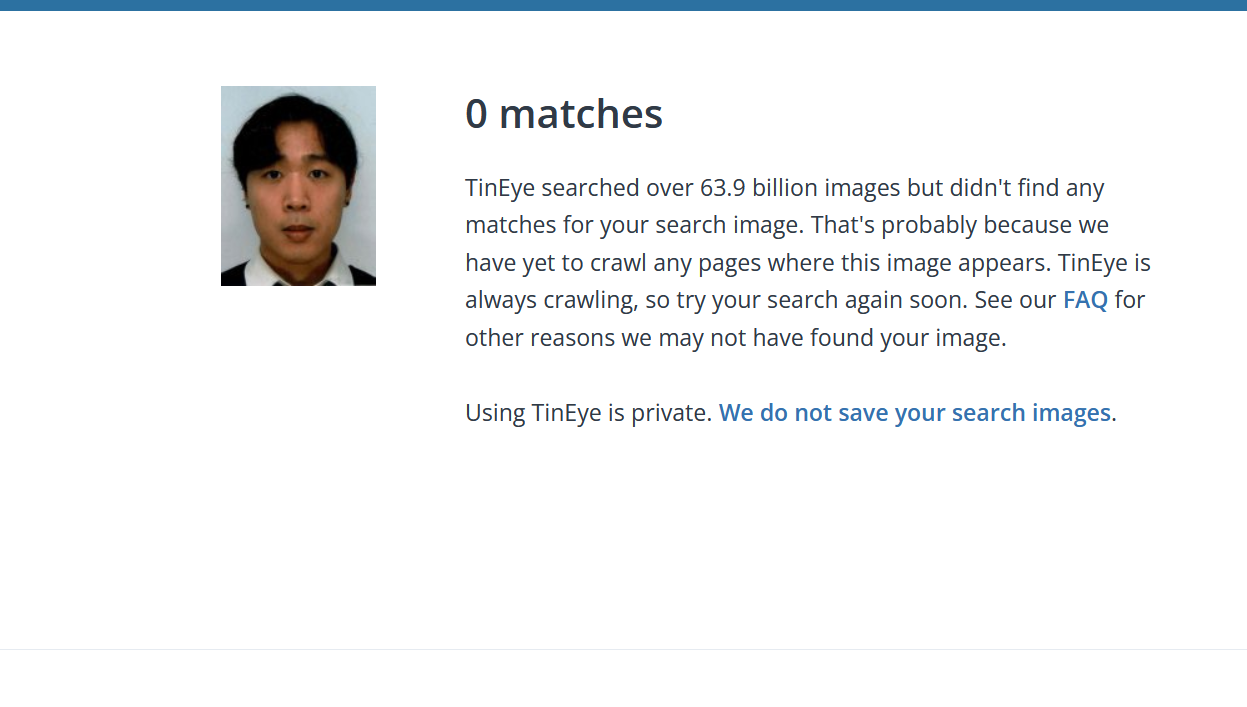 0 matches
TinEye searched over 63.9 billion images but didn't find any
matches for your search image. That's probably because we
have yet to crawl any pages where this image appears. TinEye is
always crawling, so try your search again soon. See our FAQ for
other reasons we may not have found your image.
Using TinEye is private. We do not save your search images.